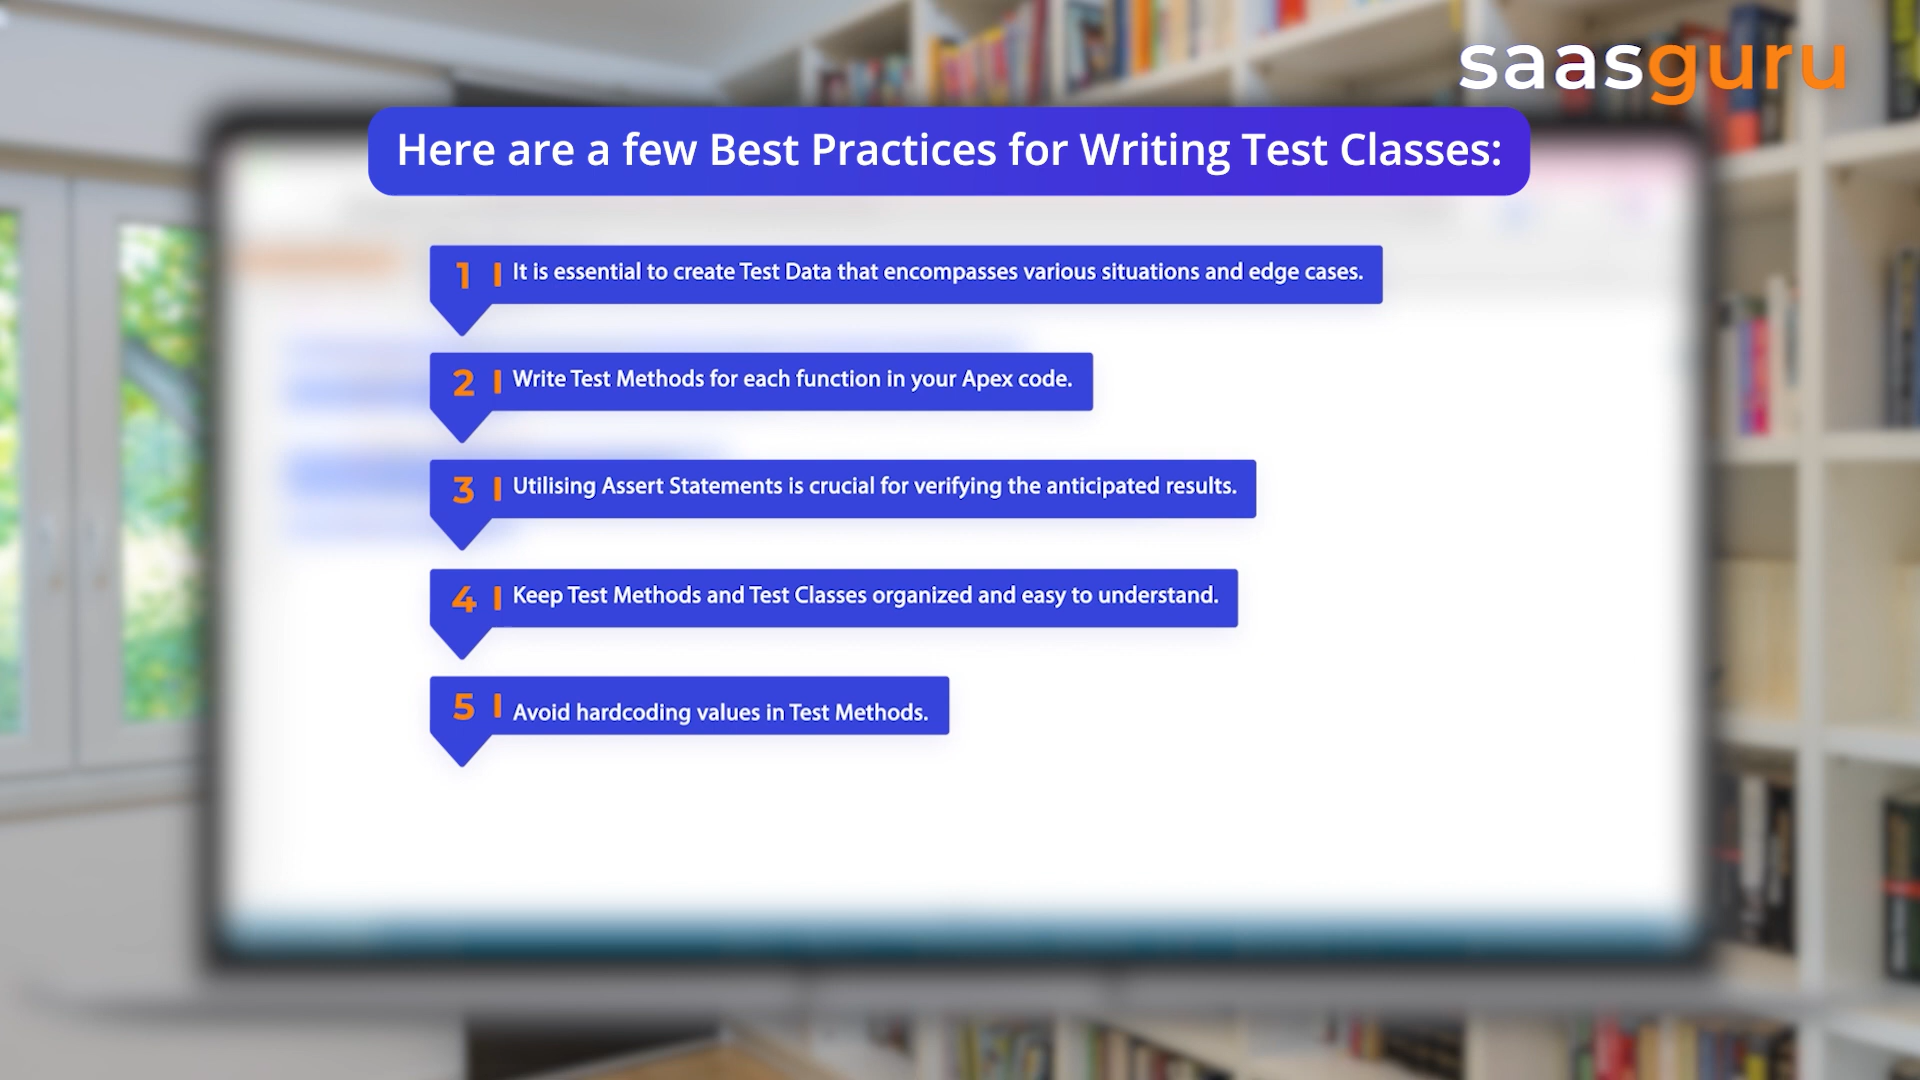 saasguru
Here are a few Best Practices for Writing Test Classes:
1 It is essential to create Test Data that encompasses various situations and edge cases.
2 Write Test Methods for each function in your Apex code.
3 Utilising Assert Statements is crucial for verifying the anticipated results.
4 Keep Test Methods and Test Classes organized and easy to understand.
5 Avoid hardcoding values in Test Methods.